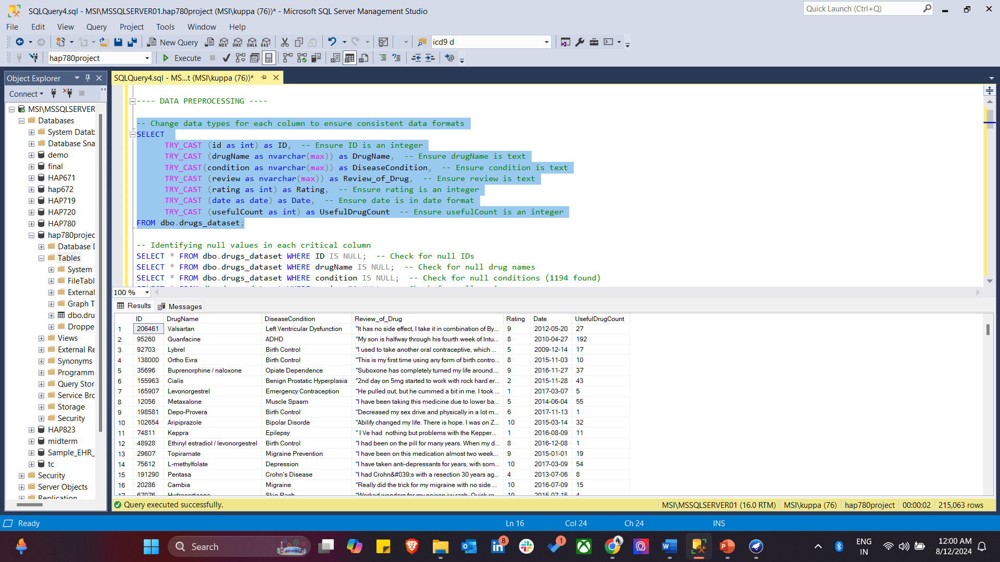 SQLQuery4.sql - MSI\MSSQLSERVER01.hap780project (MSI\kuppa (76))* - Microsoft SQL Server Management Studio
Quick Launch (Ctrl+Q)
File Edit View Query Project Tools Window Help
New Query MDX DMX XMLA DAX icd9 d
hap780project Execute
Object Explorer
SQLQuery4.sql - MS...t (MSI\kuppa (76))*
Connect
MSI\MSSQLSERVER
Databases
System Datab
Database Sna
demo
final
HAP671
hap672
HAP719
HAP720
HAP780
hap780projec
Database D
Tables
System
FileTabl
External
Graph T
dbo.dru
Droppe
Views
External Re
Synonyms
Programm
Query Stor
Service Bro
Storage
Security
HAP823
midterm
Sample_EHR_
tc
Security
Server Objects
Replication
---- DATA PREPROCESSING ----
-- Change data types for each column to ensure consistent data formats
SELECT
TRY_CAST (id as int) as ID, -- Ensure ID is an integer
TRY_CAST (drugName as nvarchar(max)) as DrugName, -- Ensure drugName is text
TRY_CAST(condition as nvarchar(max)) as DiseaseCondition, -- Ensure condition is text
TRY_CAST (review as nvarchar(max)) as Review_of_Drug, -- Ensure review is text
TRY_CAST (rating as int) as Rating, -- Ensure rating is an integer
TRY_CAST (date as date) as Date, -- Ensure date is in date format
TRY_CAST (usefulCount as int) as UsefulDrugCount -- Ensure usefulCount is an integer
FROM dbo.drugs_dataset;
-- Identifying null values in each critical column
SELECT * FROM dbo.drugs_dataset WHERE ID IS NULL; -- Check for null IDs
SELECT * FROM dbo.drugs_dataset WHERE drugName IS NULL; -- Check for null drug names
SELECT * FROM dbo.drugs_dataset WHERE condition IS NULL; -- Check for null conditions (1194 found)
100 %
Results Messages
ID DrugName DiseaseCondition Review_of_Drug Rating Date UsefulDrugCount
1 206461 Valsartan Left Ventricular Dysfunction "It has no side effect, I take it in combination of By... 9 2012-05-20 27
2 95260 Guanfacine ADHD "My son is halfway through his fourth week of Intu... 8 2010-04-27 192
3 92703 Lybrel Birth Control "I used to take another oral contraceptive, which ... 5 2009-12-14 17
4 138000 Ortho Evra Birth Control "This is my first time using any form of birth contro... 8 2015-11-03 10
5 35696 Buprenorphine / naloxone Opiate Dependence "Suboxone has completely turned my life around.... 9 2016-11-27 37
6 155963 Cialis Benign Prostatic Hyperplasia "2nd day on 5mg started to work with rock hard er... 2 2015-11-28 43
7 165907 Levonorgestrel Emergency Contraception "He pulled out, but he cummed a bit in me. I took ... 1 2017-03-07 5
8 12056 Metaxalone Muscle Spasm "I have been taking this medicine due to lower ba... 5 2014-06-04 55
9 198581 Depo-Provera Birth Control "Decreased my sex drive and physically in a lot m... 6 2017-11-13 1
10 102654 Aripiprazole Bipolar Disorde "Abilify changed my life. There is hope. I was on Z... 10 2015-03-14 32
11 74811 Keppra Epilepsy " I Ve had nothing but problems with the Kepper... 1 2016-08-09 11
12 48928 Ethinyl estradiol / levonorgestrel Birth Control "I had been on the pill for many years. When my d... 8 2016-12-08 1
13 29607 Topiramate Migraine Prevention "I have been on this medication almost two week... 9 2015-01-01 19
14 75612 L-methylfolate Depression "I have taken anti-depressants for years, with som... 10 2017-03-09 54
15 191290 Pentasa Crohn's Disease "I had Crohn&#039;s with a resection 30 years ag... 4 2013-07-06 8
16 20286 Cambia Migraine "Really did the trick for my migraine with no side ... 10 2016-07-09 15
17 67076 Hydrocortisone Skin Rash "Worked wonders for my poison ivy rash. Quick re... 10 2015-07-15 4
Query executed successfully. MSI\MSSQLSERVER01 (16.0 RTM) MSI\kuppa (76) hap780project 00:00:02 215,063 rows
Ready Ln 16 Col 24 Ch 24 INS
Search 8 1 ENG 12:00 AM
IN 8/12/2024